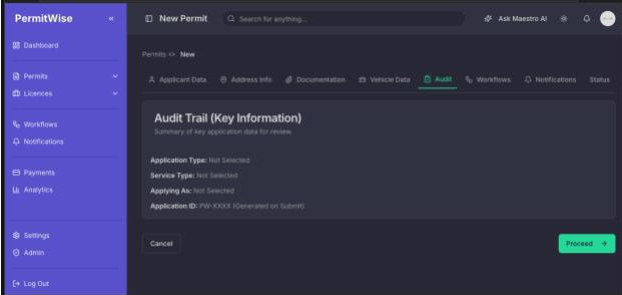 PermitWise «
New Permit
Search for anything...
Ask Maestro AI
Dashboard
Permits
Licences
Workflows
Notifications
Payments
Analytics
Settings
Admin
Log Out
Permits <> New
Applicant Data Address Info Documentation Vehicle Data Audit Workflows Notifications Status
Audit Trail (Key Information)
Summary of key application data for review.
Application Type: Not Selected
Service Type: Not Selected
Applying As: Not Selected
Application ID: PW-XXXX (Generated on Submit)
Cancel
Proceed →